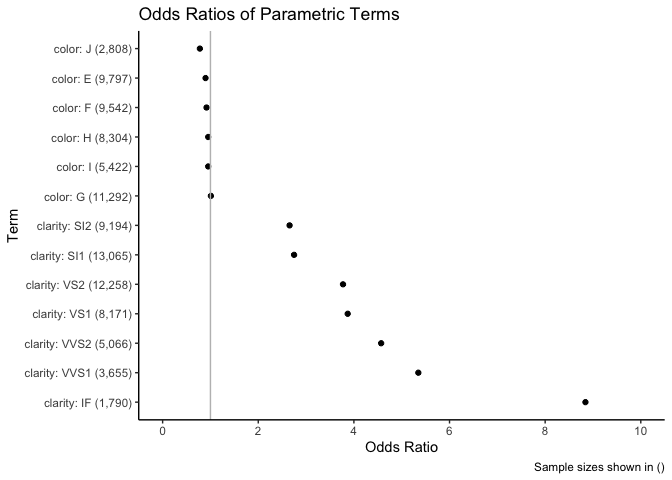 Odds Ratios of Parametric Terms
Term
color: J (2,808)
color: E (9,797)
color: F (9,542)
color: H (8,304)
color: I (5,422)
color: G (11,292)
clarity: SI2 (9,194)
clarity: SI1 (13,065)
clarity: VS2 (12,258)
clarity: VS1 (8,171)
clarity: VVS2 (5,066)
clarity: VVS1 (3,655)
clarity: IF (1,790)
0 2 4 6 8 10
Odds Ratio
Sample sizes shown in ()